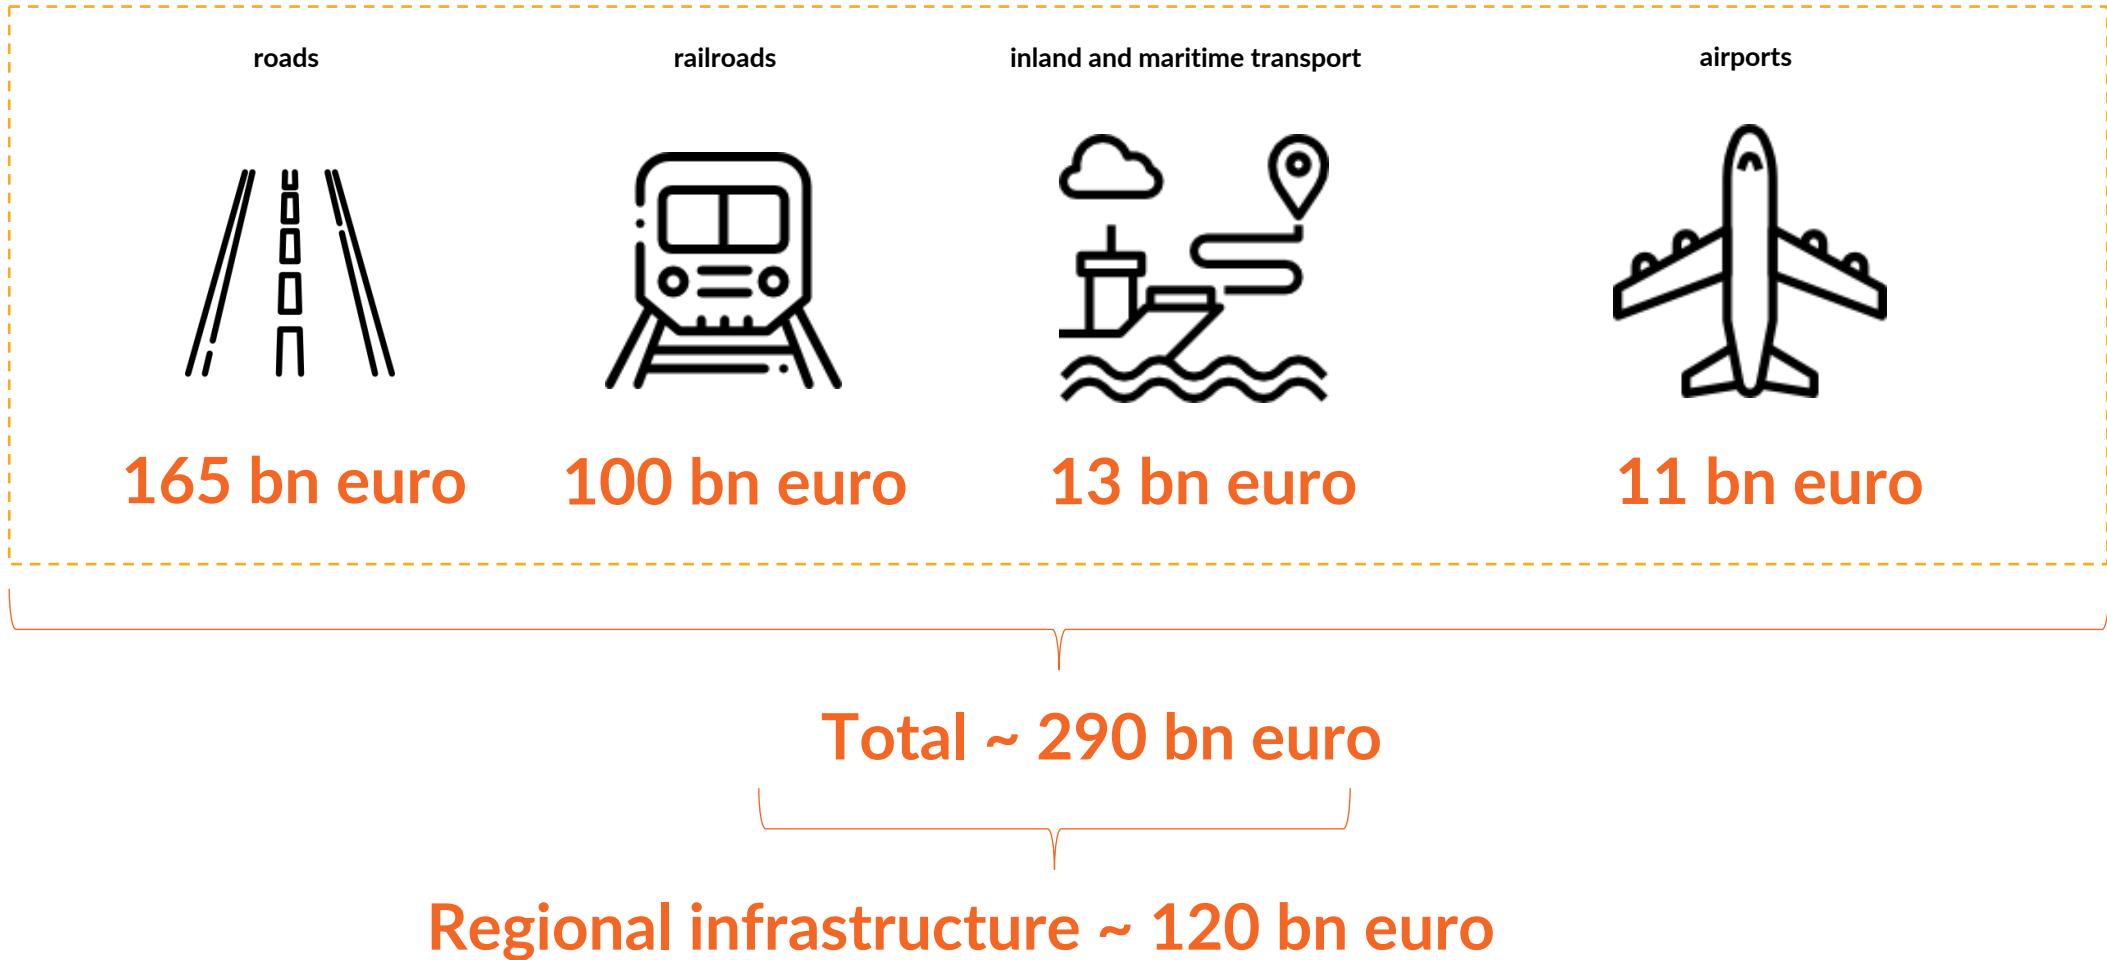 roads
railroads
inland and maritime transport
airports
165 bn euro
100 bn euro
13 bn euro
11 bn euro
Total ~ 290 bn euro
Regional infrastructure ~ 120 bn euro